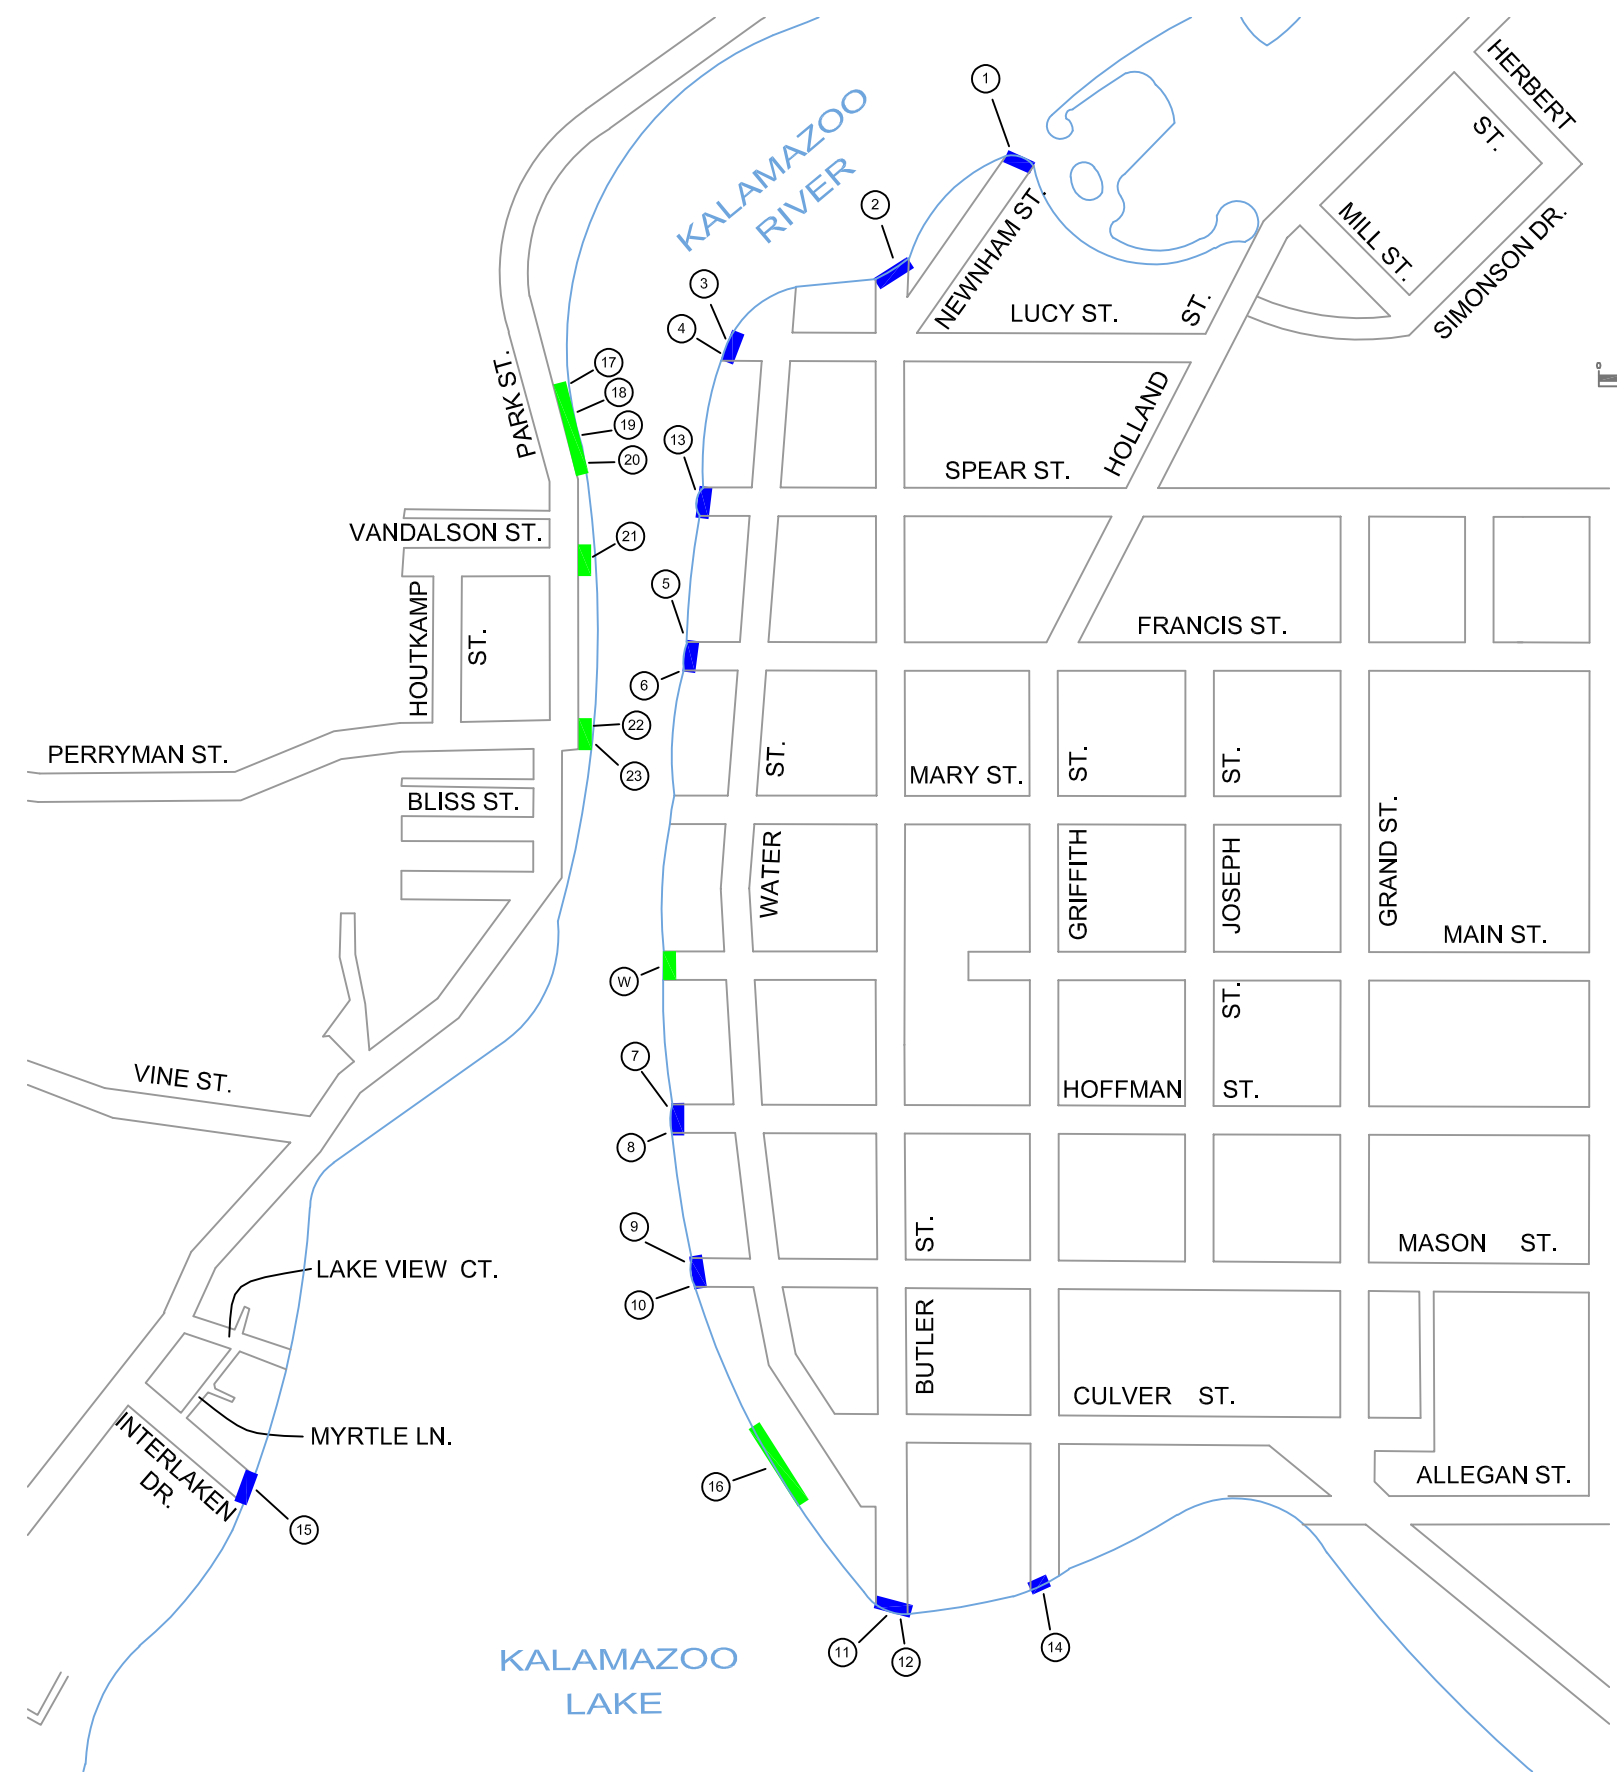 HERBERT
ST.
1
KALAMAZOO
RIVER
MILL ST.
SIMONSON DR.
2
NEWNHAM ST.
3
LUCY ST.
ST.
4
17
PARK ST.
18
HOLLAND
19
13
20
SPEAR ST.
VANDALSON ST.
21
5
HOUTKAMP
ST.
FRANCIS ST.
6
22
PERRYMAN ST.
23
ST.
MARY ST.
ST.
ST.
BLISS ST.
WATER
GRIFFITH
JOSEPH
GRAND ST.
MAIN ST.
W
ST.
7
VINE ST.
HOFFMAN
ST.
8
9
ST.
MASON ST.
LAKE VIEW CT.
10
BUTLER
CULVER ST.
MYRTLE LN.
INTERLAKEN
DR.
16
ALLEGAN ST.
15
11
12
14
KALAMAZOO
LAKE